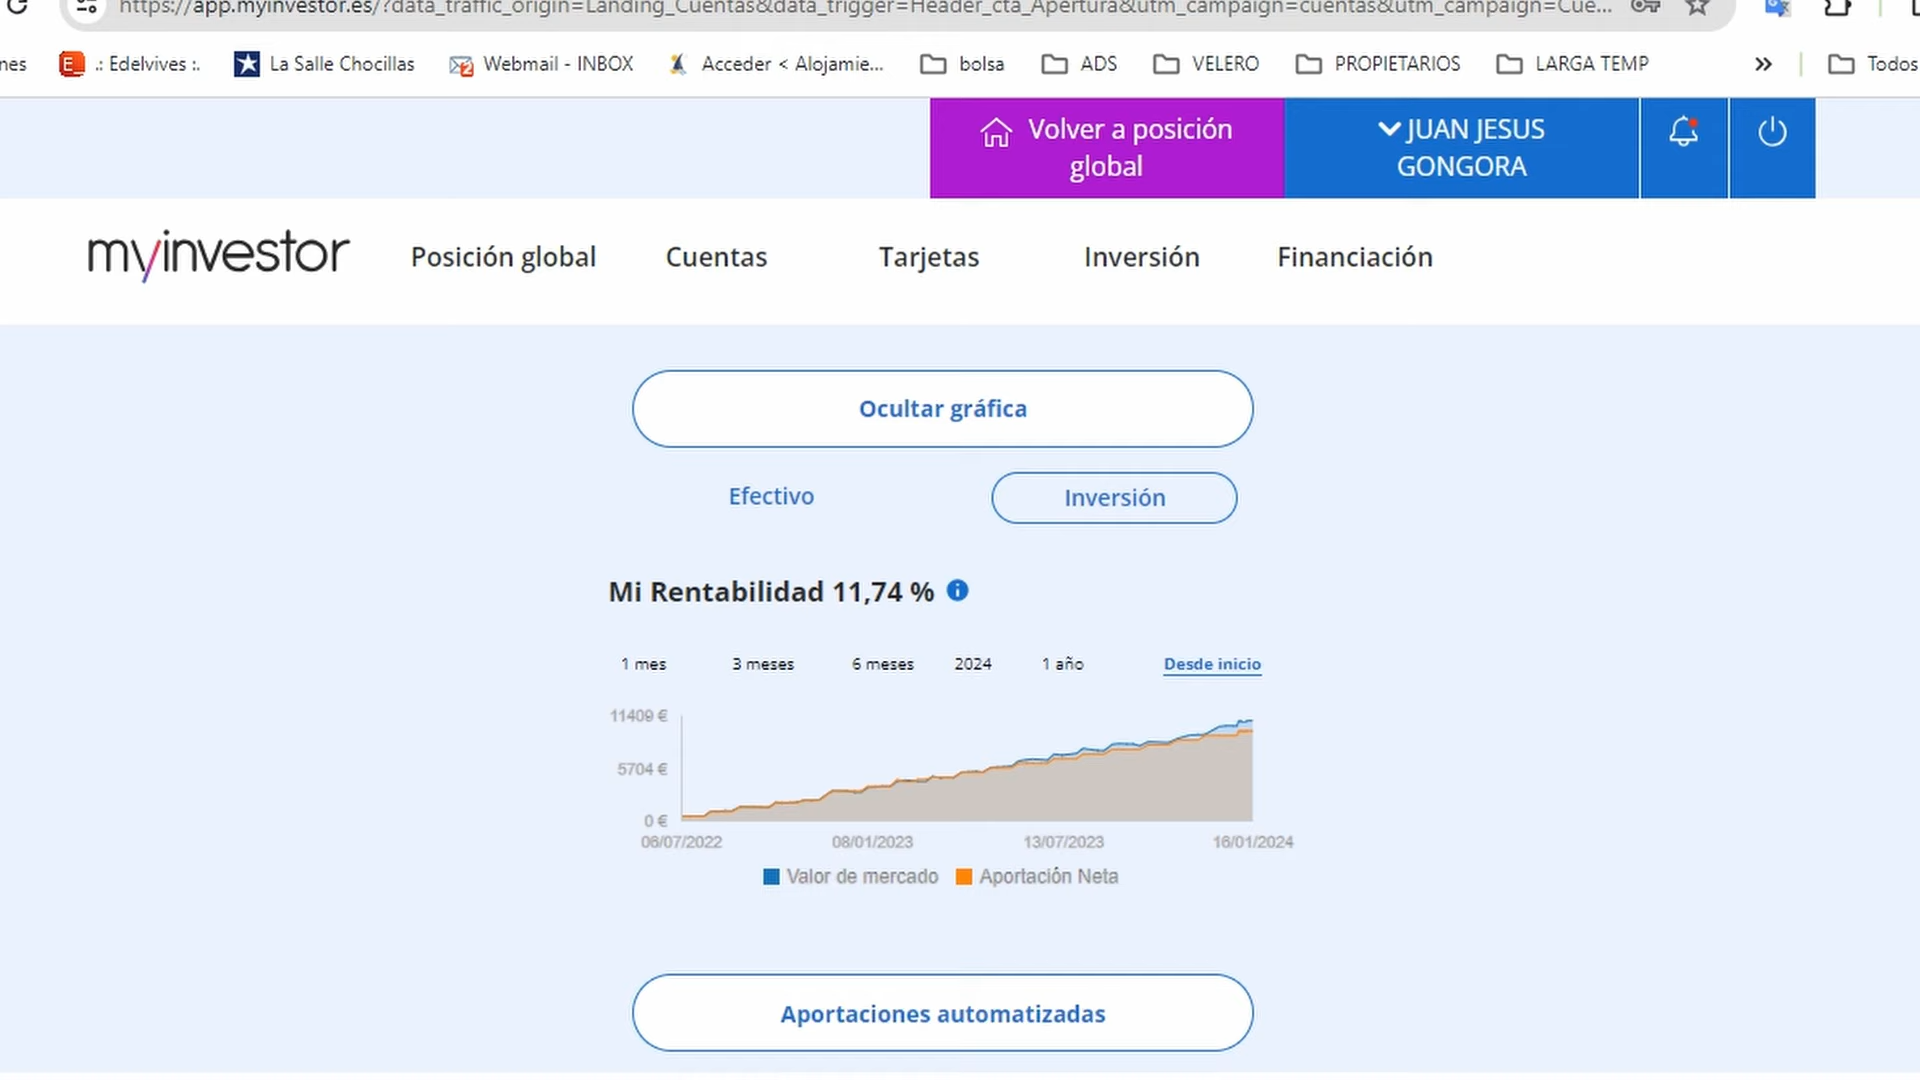 https://app.myinvestor.es/?data_traffic_origin=Landing_Cuentas&data_trigger=Header_cta_Apertura&utm_campaign=cuentas&utm_campaign=Cue...
nes .: Edelvives :. La Salle Chocillas Webmail - INBOX Acceder < Alojamie... bolsa ADS VELERO PROPIETARIOS LARGA TEMP » Todos
Volver a posición
global
JUAN JESUS
GONGORA
myinvestor Posición global Cuentas Tarjetas Inversión Financiación
Ocultar gráfica
Efectivo Inversión
Mi Rentabilidad 11,74 %
1 mes 3 meses 6 meses 2024 1 año Desde inicio
11409 €
5704 €
0 €
06/07/2022 08/01/2023 13/07/2023 16/01/2024
Valor de mercado Aportación Neta
Aportaciones automatizadas